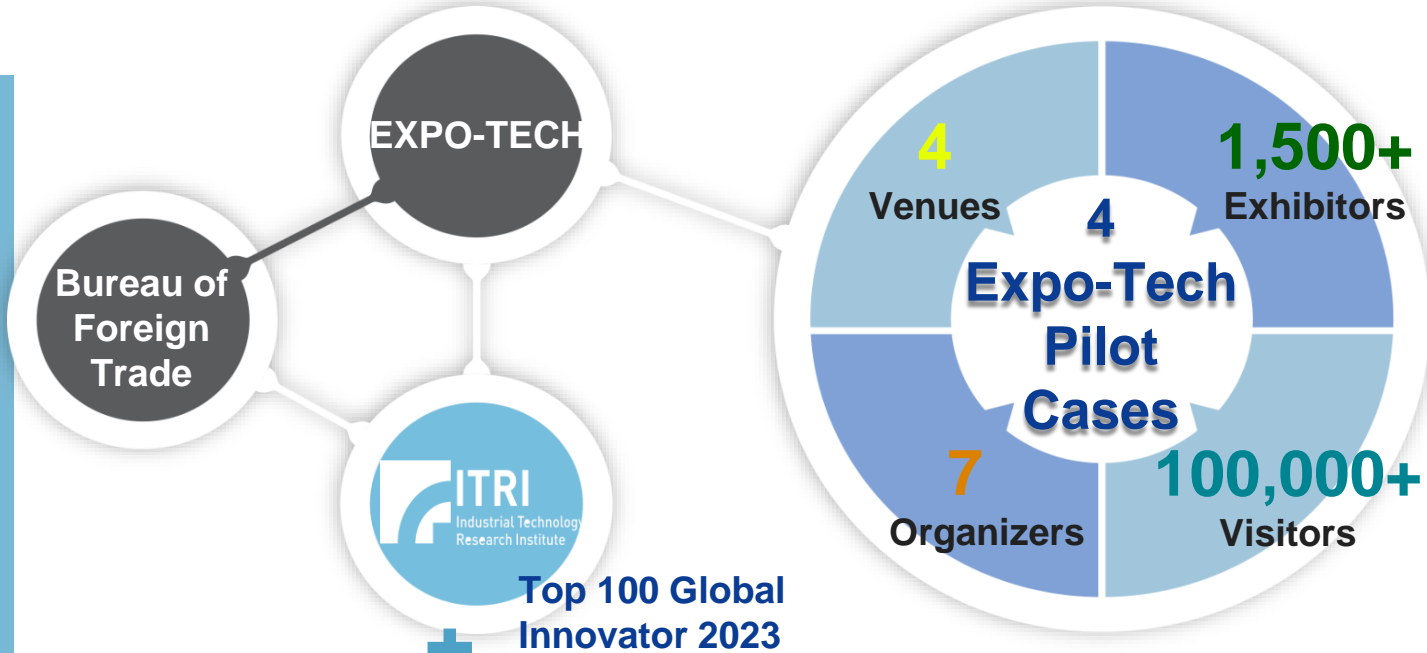 EXPO-TECH
Bureau of
Foreign
Trade
ITRI
Industrial Technology
Research Institute
Top 100 Global
Innovator 2023
4
Venues
1,500+
Exhibitors
4
Expo-Tech
Pilot
Cases
7
Organizers
100,000+
Visitors